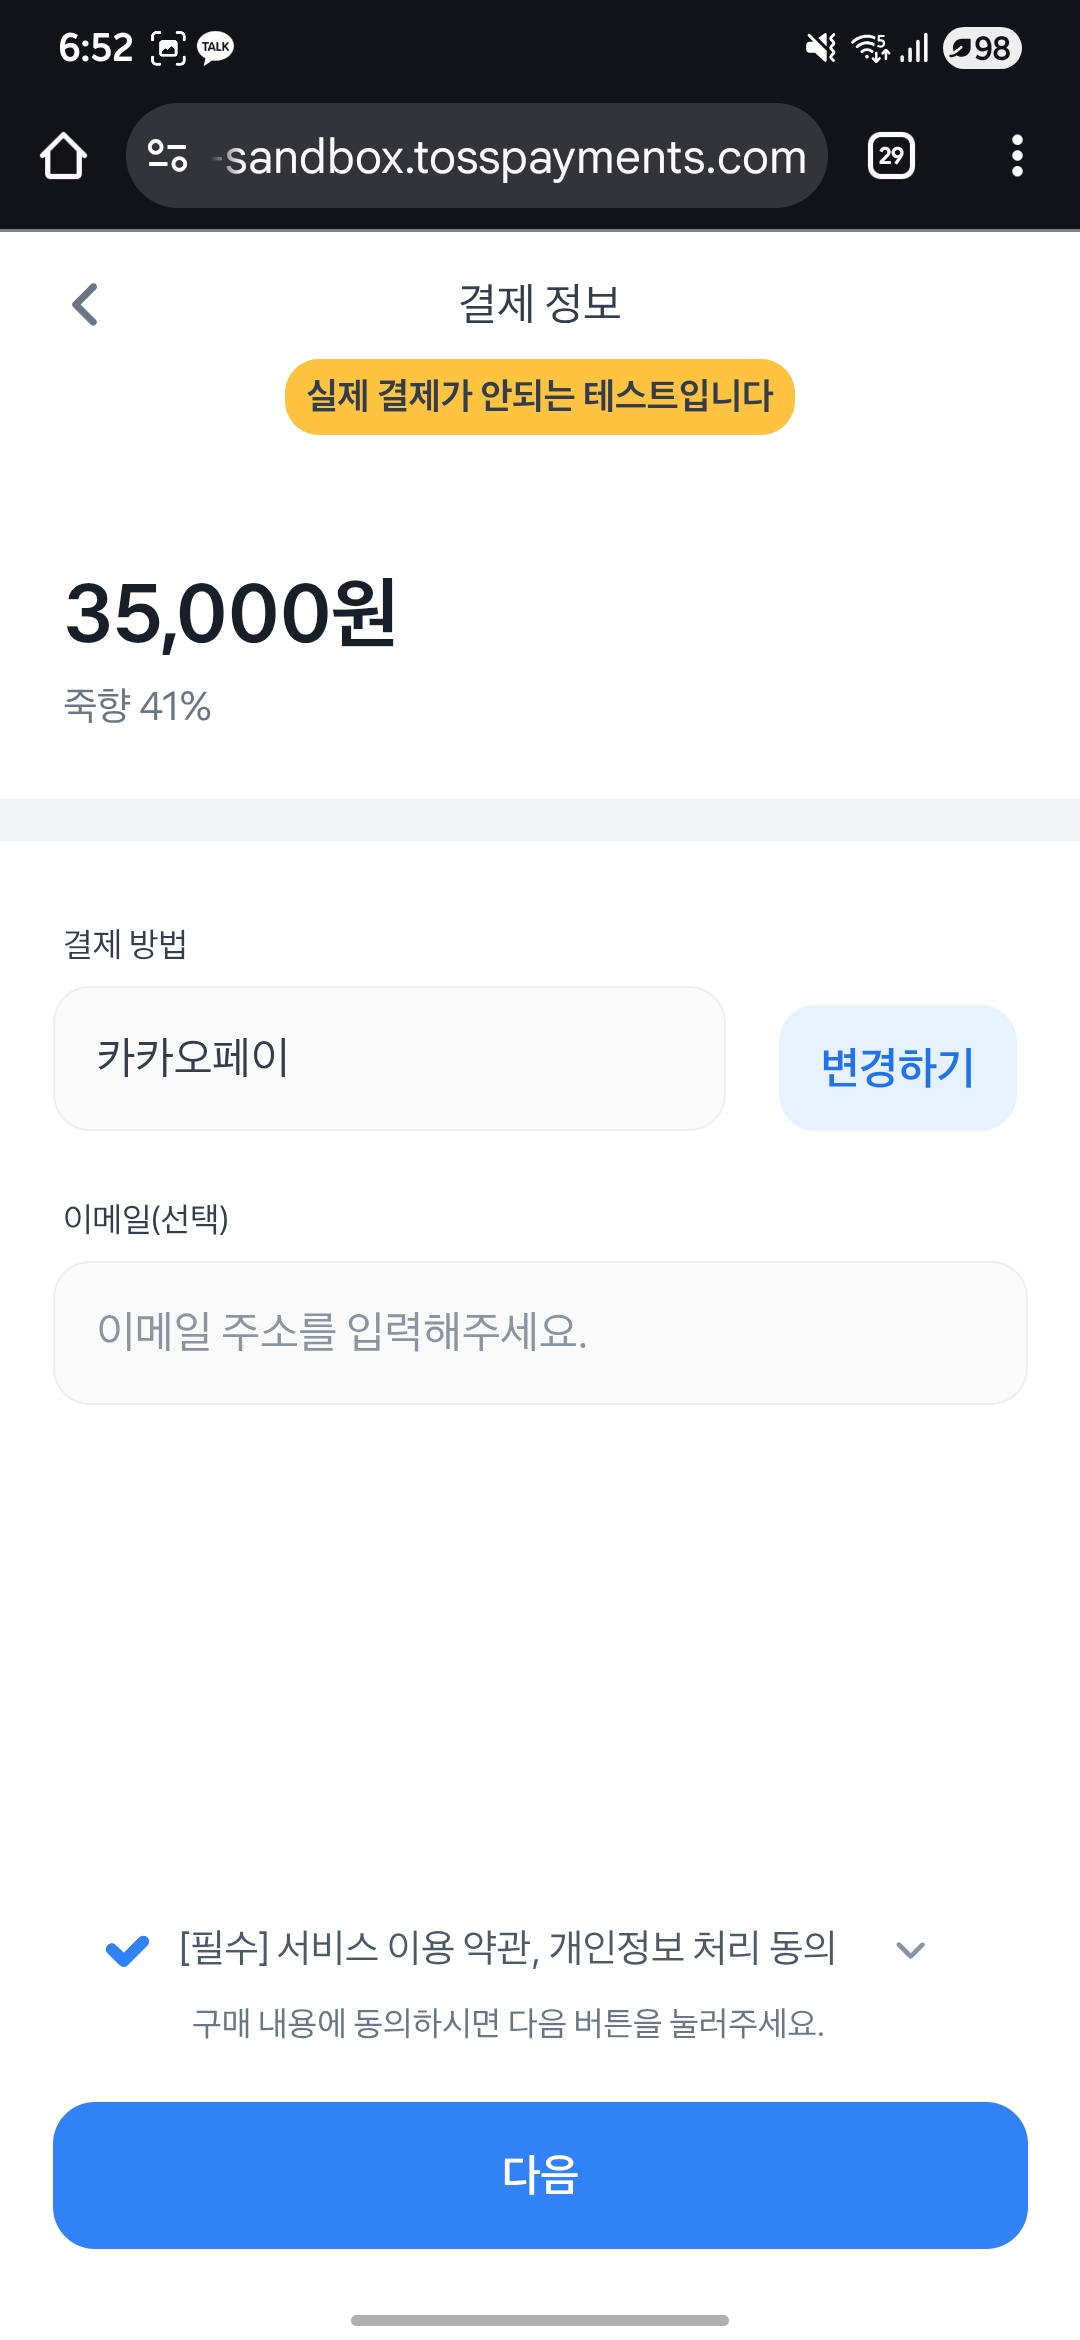 6:52 TALK 5 98
-sandbox.tosspayments.com 29
결제 정보
실제 결제가 안되는 테스트입니다
35,000원
죽향 41%
결제 방법
카카오페이
변경하기
이메일(선택)
이메일 주소를 입력해주세요.
[필수] 서비스 이용 약관, 개인정보 처리 동의
구매 내용에 동의하시면 다음 버튼을 눌러주세요.
다음